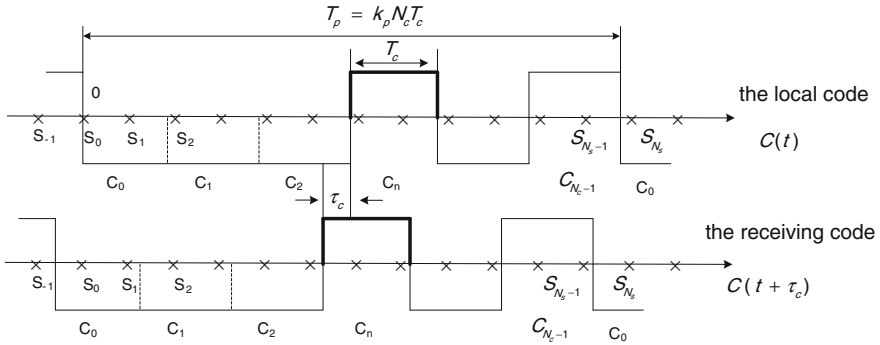 T_p = k_p N_c T_c
T_c
0
the local code
S_{-1} S_0 S_1 S_2 S_{N_s-1} S_{N_s}
C(t)
C_0 C_1 C_2 τ_c C_n C_{N_c-1} C_0
the receiving code
S_{-1} S_0 S_1 S_2 S_{N_s-1} S_{N_s}
C(t + τ_c)
C_0 C_1 C_2 C_n C_{N_c-1} C_0